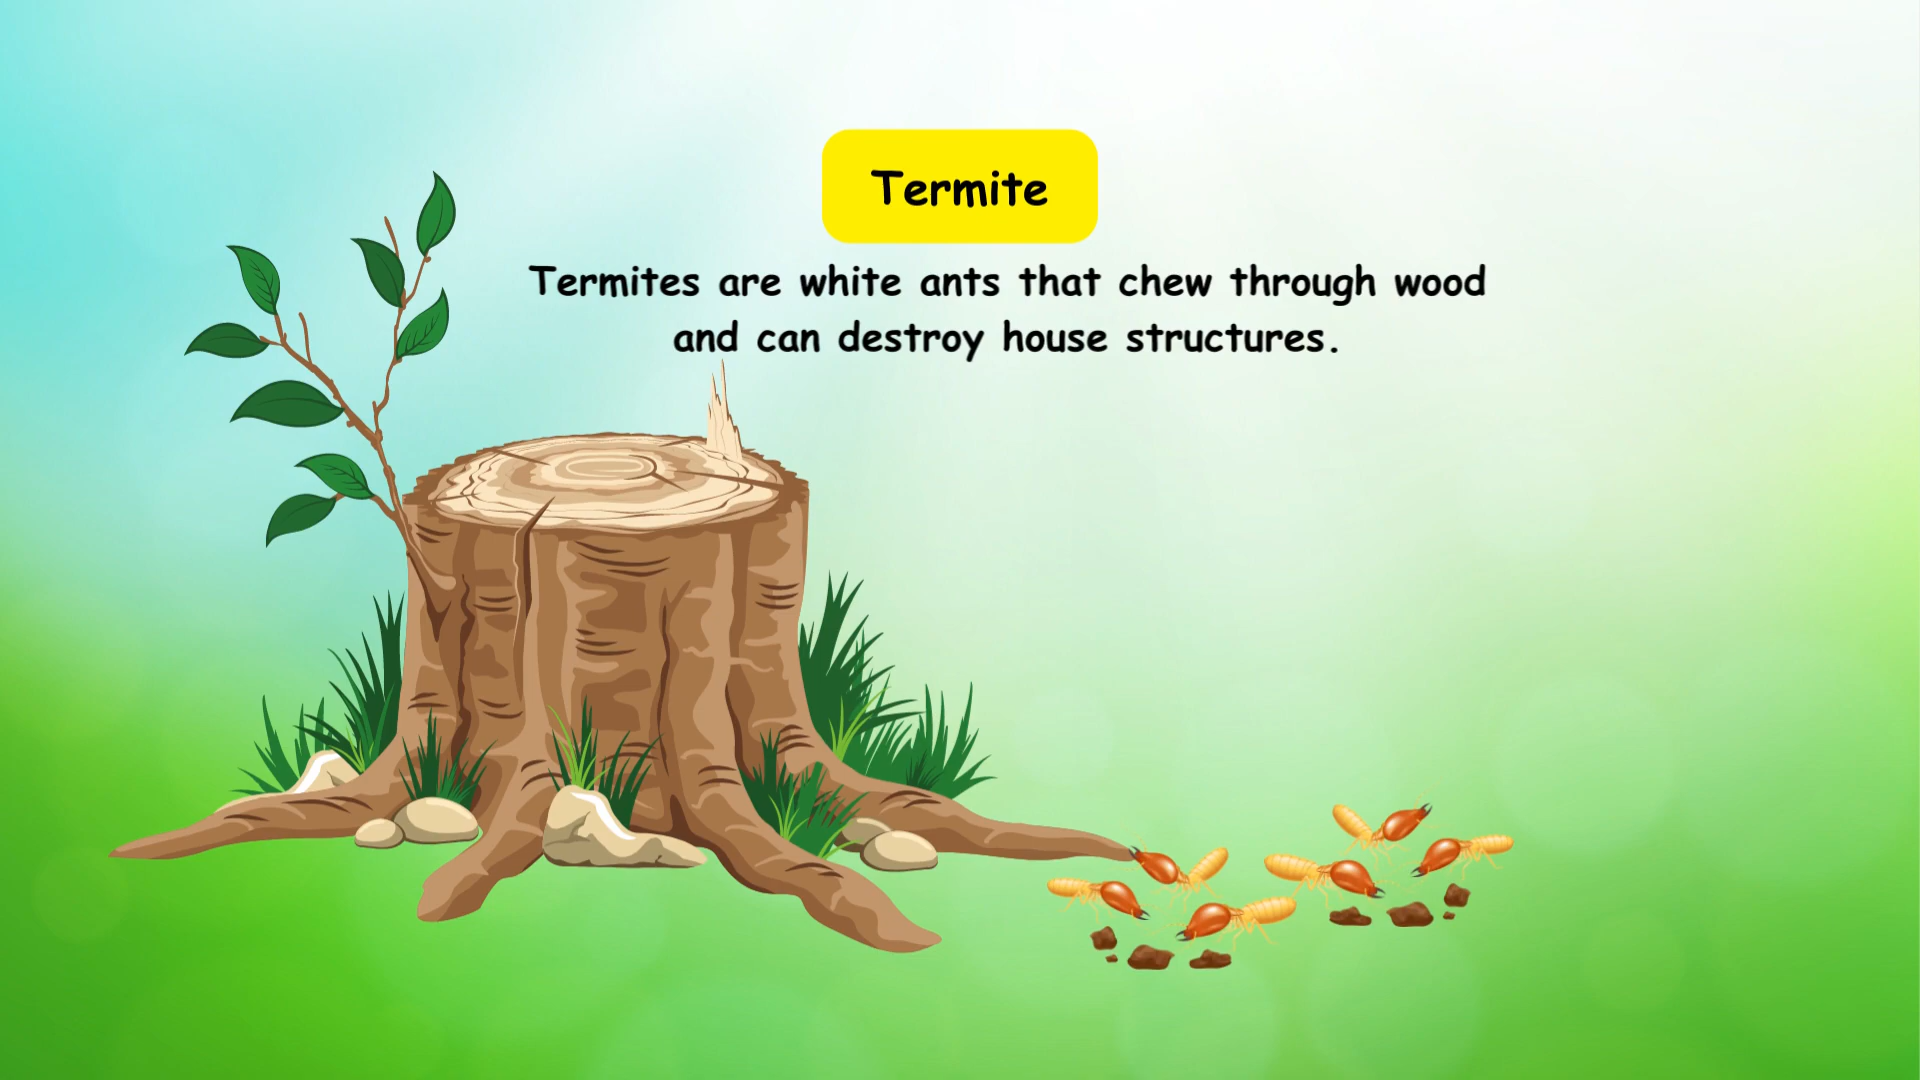 Termite
Termites are white ants that chew through wood
and can destroy house structures.